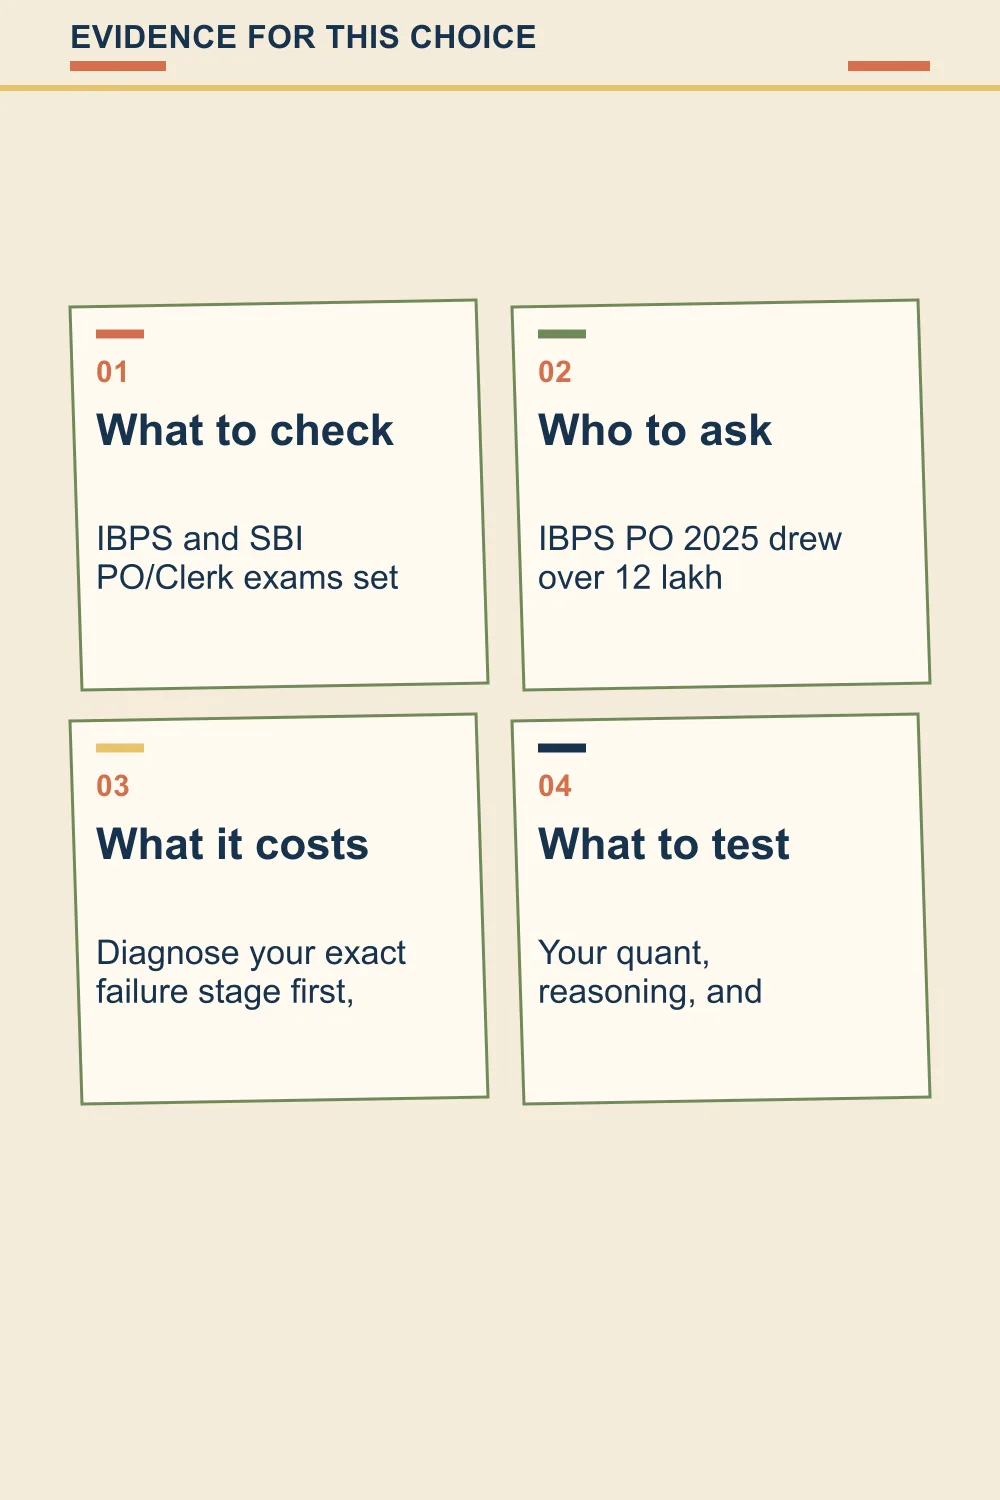 EVIDENCE FOR THIS CHOICE
01
What to check
IBPS and SBI
PO/Clerk exams set
02
Who to ask
IBPS PO 2025 drew
over 12 lakh
03
What it costs
Diagnose your exact
failure stage first,
04
What to test
Your quant,
reasoning, and